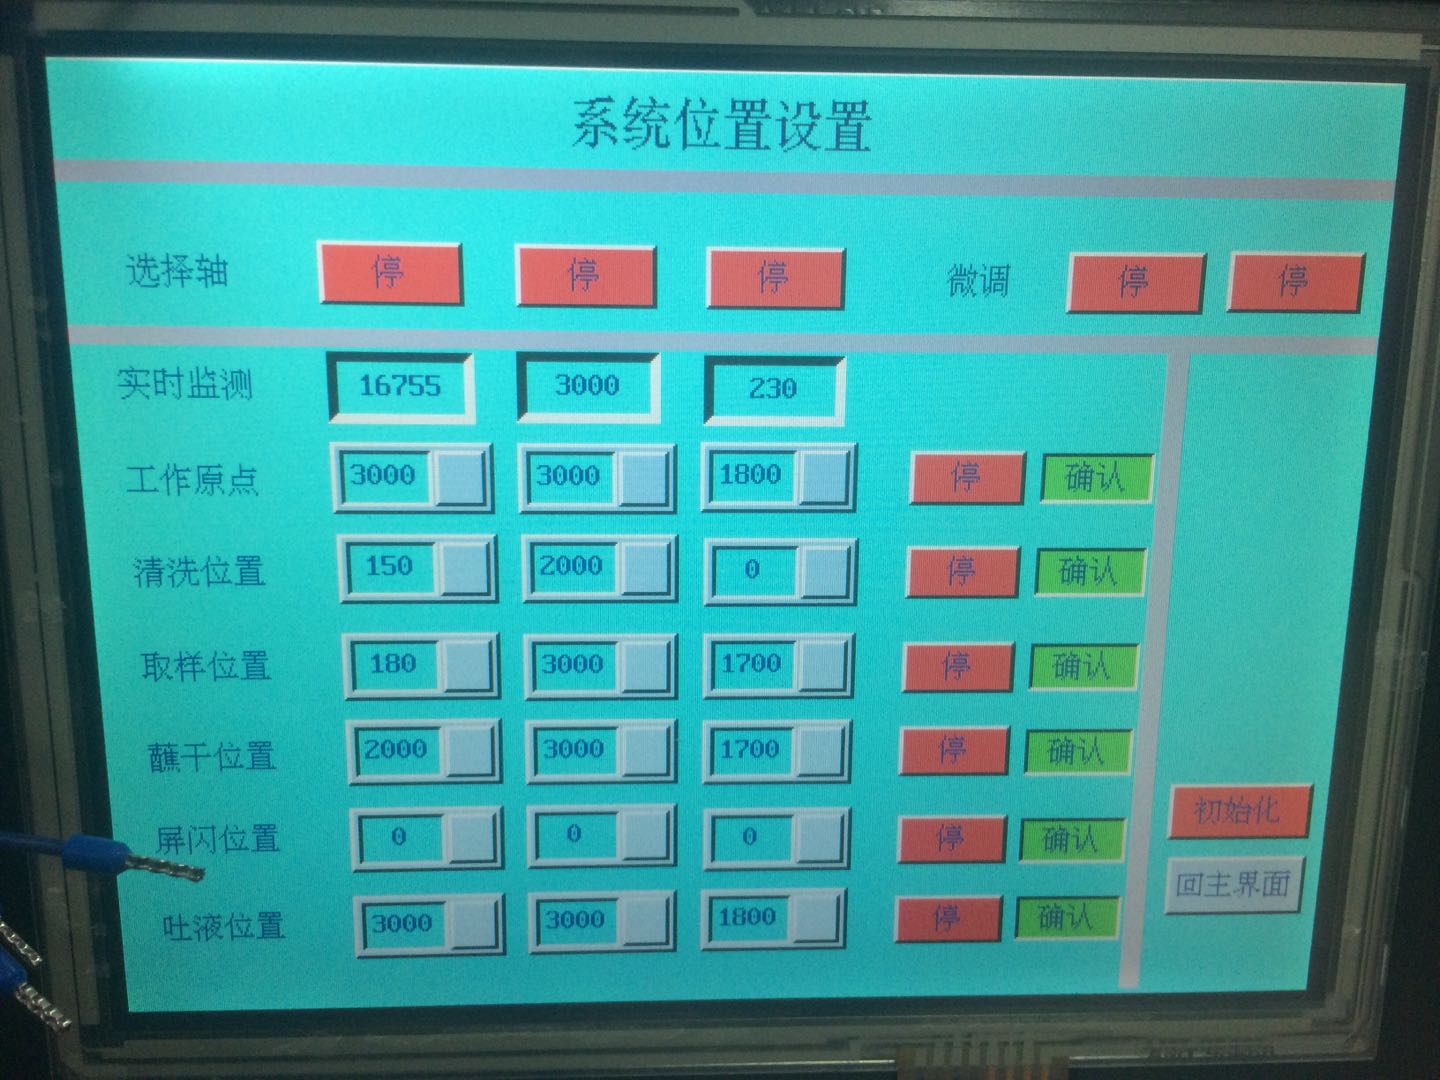 系统位置设置
选择轴 停 停 停 微调 停 停
实时监测 16755 3000 230
工作原点 3000 3000 1800 停 确认
清洗位置 150 2000 0 停 确认
取样位置 180 3000 1700 停 确认
蘸干位置 2000 3000 1700 停 确认
屏闪位置 0 0 0 停 确认
初始化
回主界面
吐液位置 3000 3000 1800 停 确认